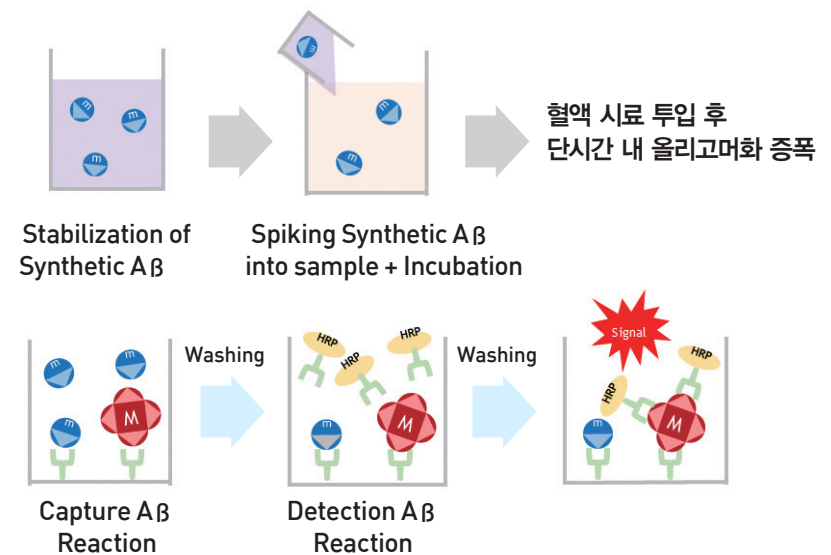 m
m
m
m
m
m
혈액 시료 투입 후
단시간 내 올리고머화 증폭
Stabilization of
Synthetic Aβ
Spiking Synthetic Aβ
into sample + Incubation
m
m
m
M
Washing
HRP
HRP
HRP
m
M
Washing
Signal
HRP
HRP
m
M
Capture Aβ
Reaction
Detection Aβ
Reaction